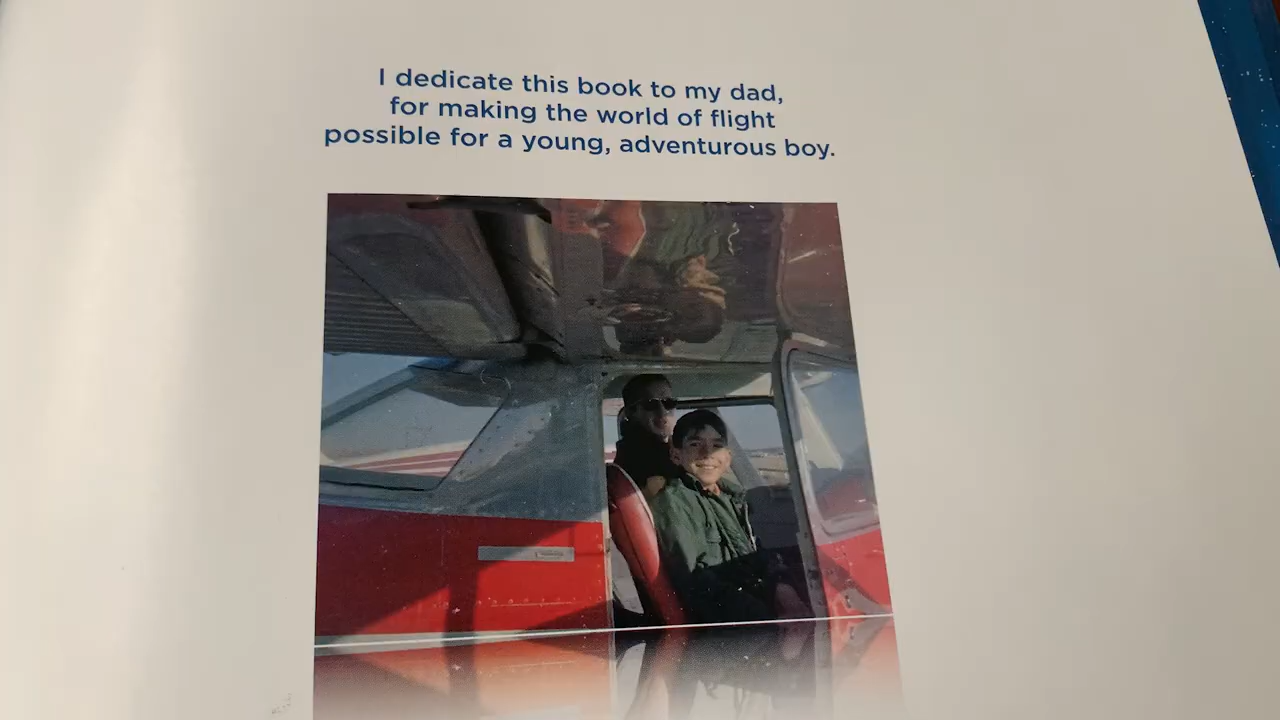 I dedicate this book to my dad,
for making the world of flight
possible for a young, adventurous boy.